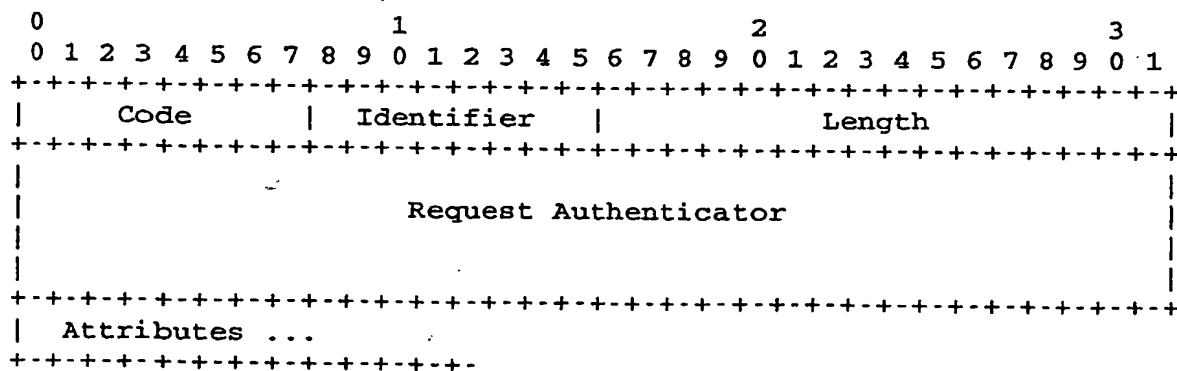 0                   1                   2                   3
0 1 2 3 4 5 6 7 8 9 0 1 2 3 4 5 6 7 8 9 0 1 2 3 4 5 6 7 8 9 0 1
+-+-+-+-+-+-+-+-+-+-+-+-+-+-+-+-+-+-+-+-+-+-+-+-+-+-+-+-+-+-+-+-+
| Code | Identifier | Length |
+-+-+-+-+-+-+-+-+-+-+-+-+-+-+-+-+-+-+-+-+-+-+-+-+-+-+-+-+-+-+-+-+
| |
| Request Authenticator |
| |
| |
+-+-+-+-+-+-+-+-+-+-+-+-+-+-+-+-+-+-+-+-+-+-+-+-+-+-+-+-+-+-+-+-+
| Attributes ...
+-+-+-+-+-+-+-+-+-+-+-+-+-